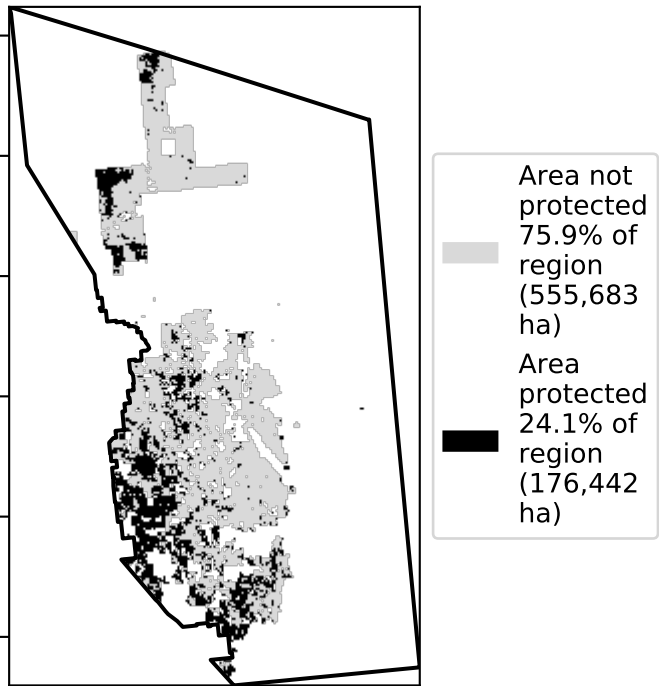 Area not
protected
75.9% of
region
(555,683
ha)
Area
protected
24.1% of
region
(176,442
ha)